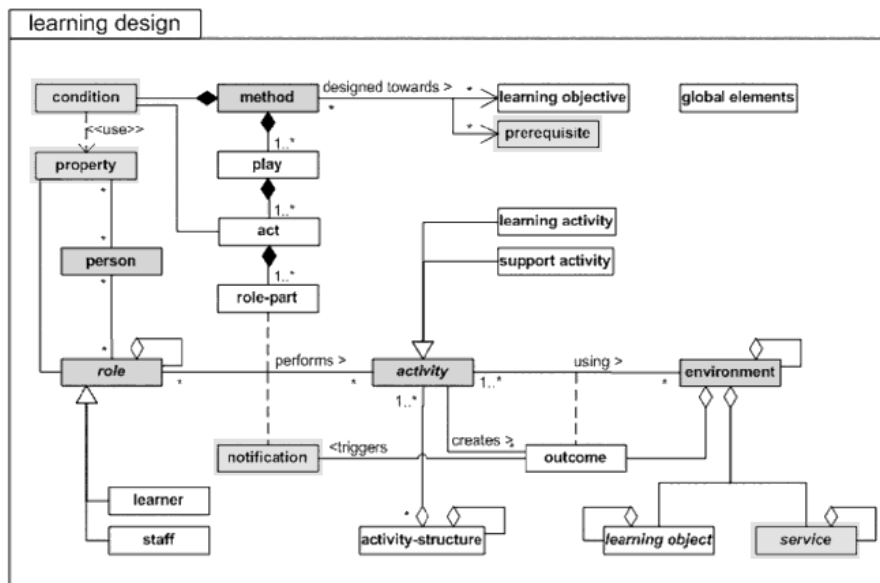 learning design
condition
method
designed towards >
*
*
learning objective
global elements
<<use>>
*
prerequisite
1..*
property
play
*
1..*
learning activity
act
*
support activity
person
*
1..*
role-part
*
performs >
using >
role
activity
environment
*
*
1..*
*
1..*
creates >
*
notification
<triggers
outcome
learner
*
staff
activity-structure
learning object
service